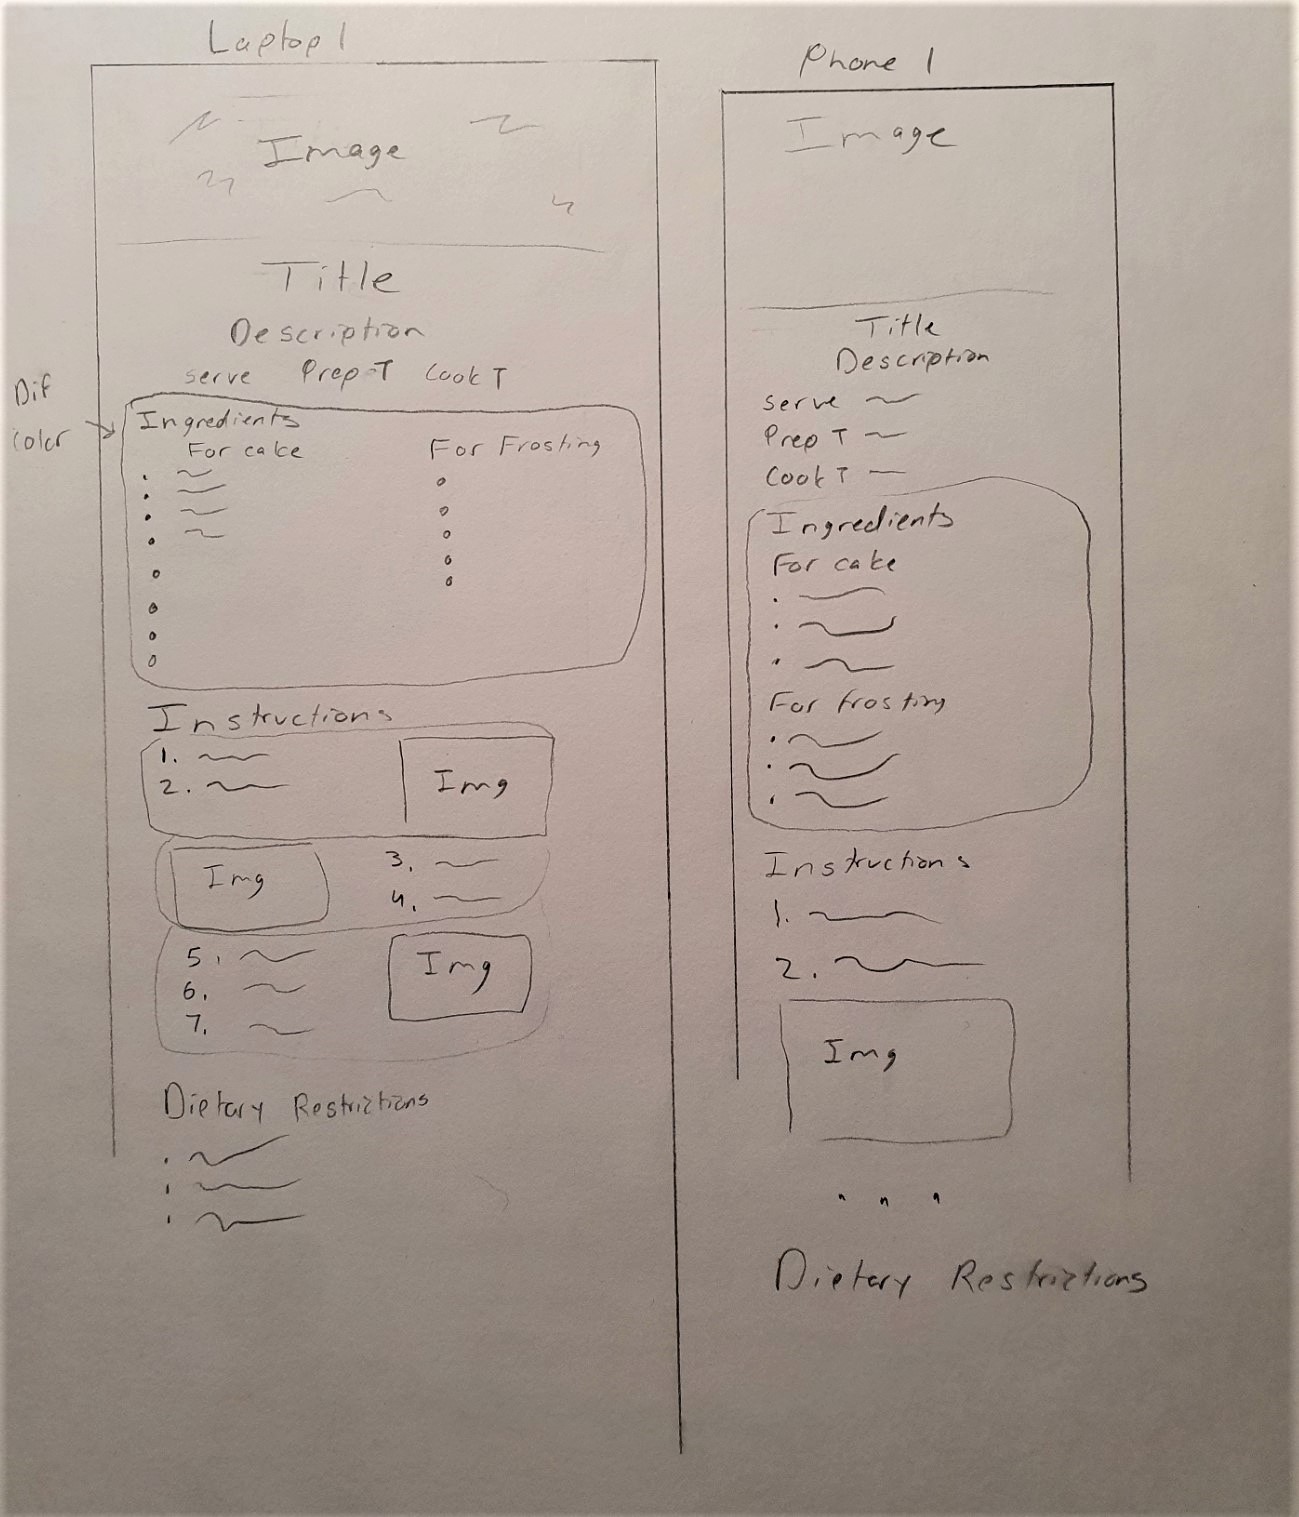 Laptop 1
Image
Title
Description
serve Prep-T Cook T
Dif
color
Ingredients
For cake For Frosting
Instructions
1.
2.
Img
Img
3.
4.
5.
6.
7.
Img
Dietary Restrictions
Phone 1
Image
Title
Description
serve
Prep T
Cook T
Ingredients
For cake
For frosting
Instructions
1.
2.
Img
...
Dietary Restrictions